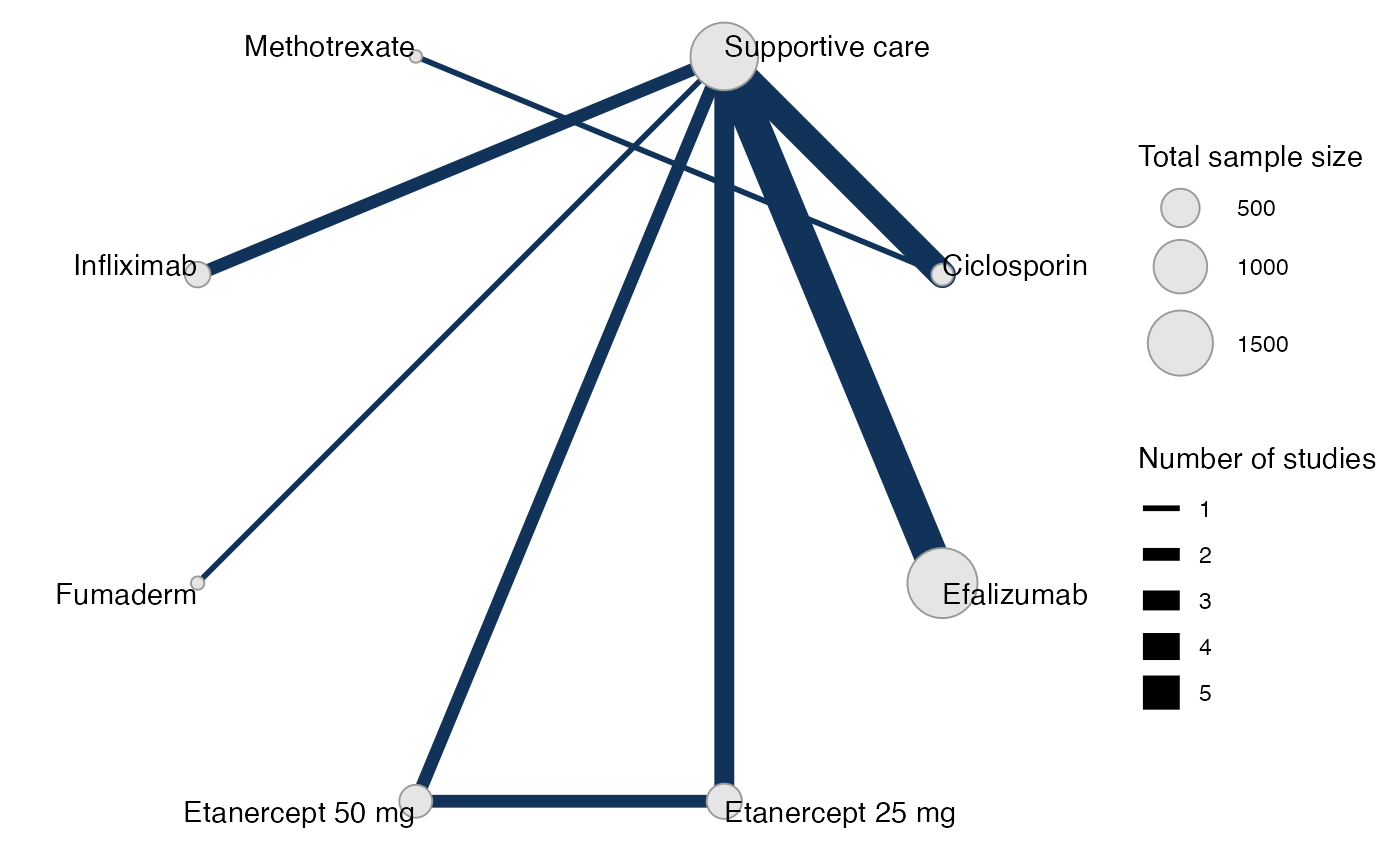 Methotrexate
Supportive care
Infliximab
Ciclosporin
Fumaderm
Efalizumab
Etanercept 50 mg
Etanercept 25 mg
Total sample size
500
1000
1500
Number of studies
1
2
3
4
5